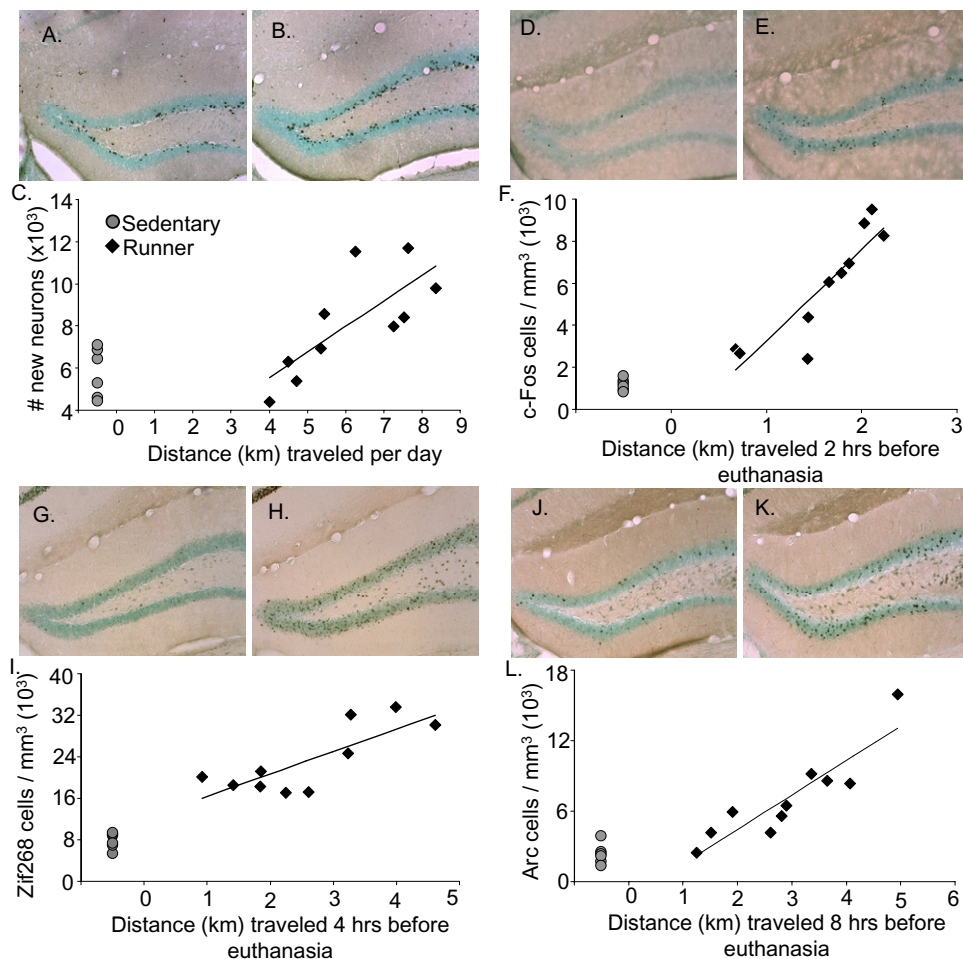 A.
B.
C.
# new neurons (x10³)
14
12
10
8
6
4
Sedentary
Runner
0 1 2 3 4 5 6 7 8 9
Distance (km) traveled per day
D.
E.
F.
c-Fos cells / mm³ (10³)
10
8
6
4
2
0
0 1 2 3
Distance (km) traveled 2 hrs before
euthanasia
G.
H.
I.
Zif268 cells / mm³ (10³)
40
32
24
16
8
0
0 1 2 3 4 5
Distance (km) traveled 4 hrs before
euthanasia
J.
K.
L.
Arc cells / mm³ (10³)
18
12
6
0
0 1 2 3 4 5 6
Distance (km) traveled 8 hrs before
euthanasia